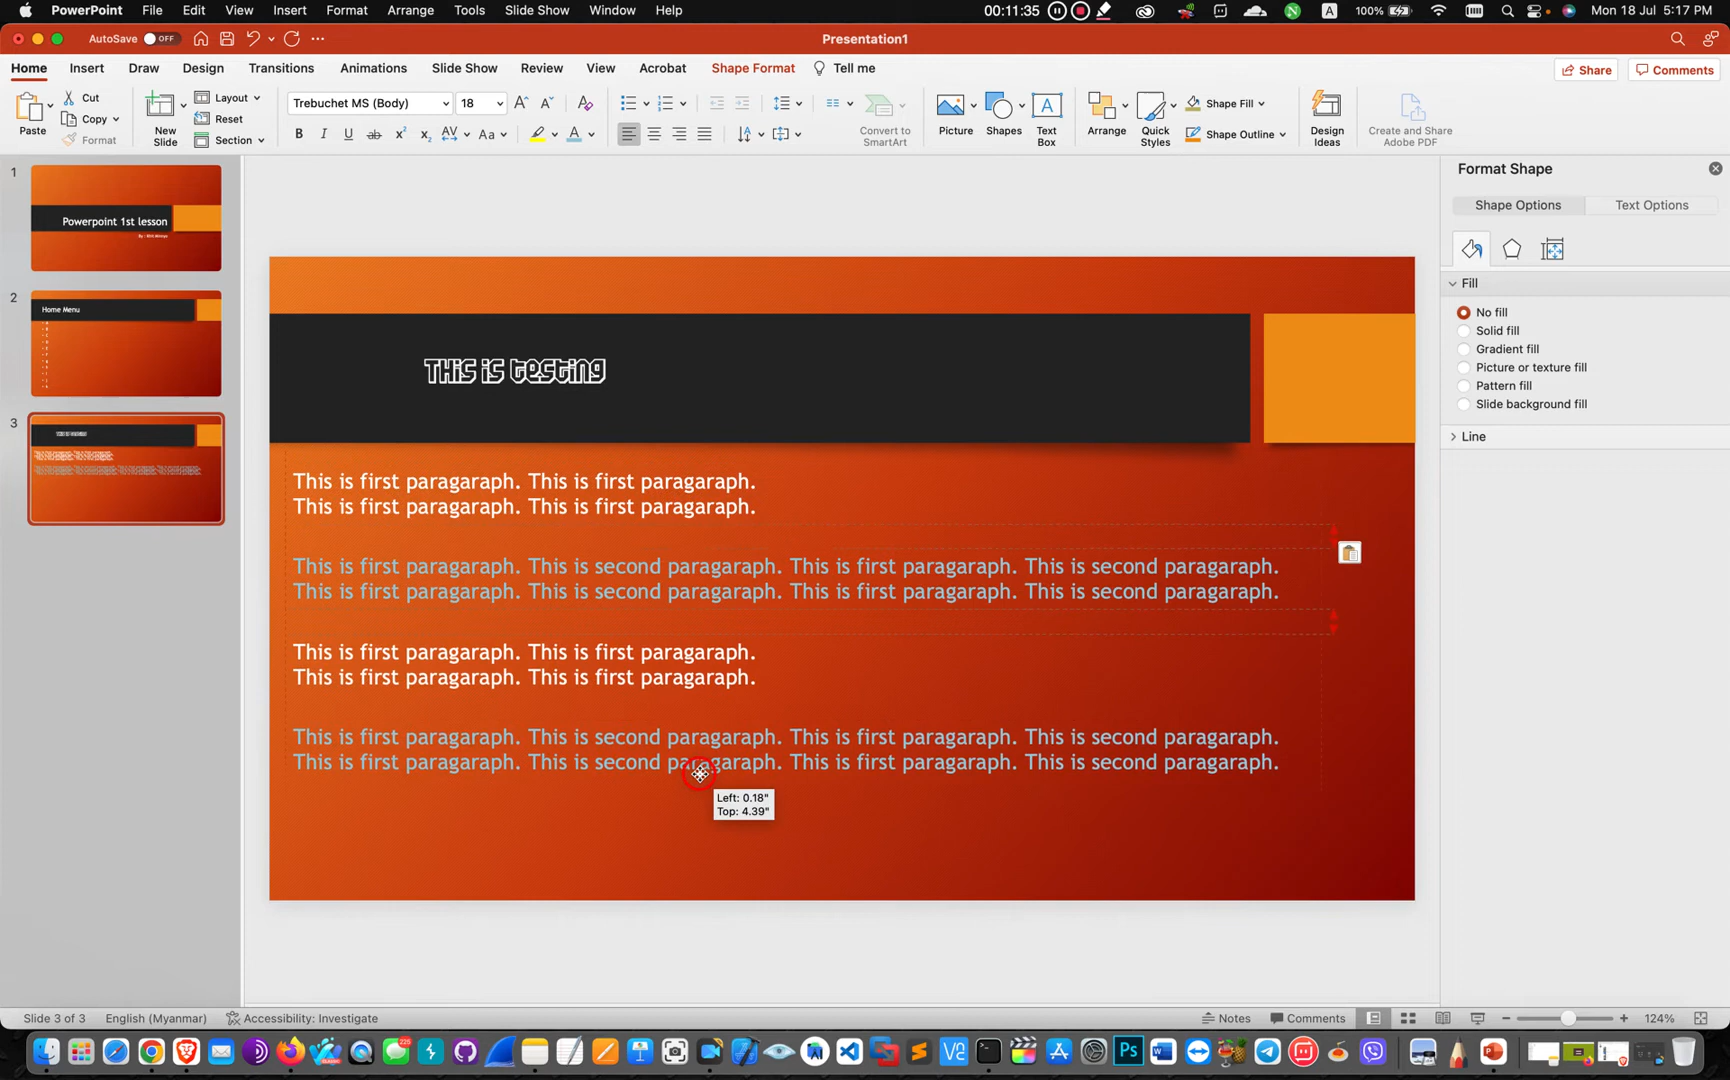 PowerPoint File Edit View Insert Format Arrange Tools Slide Show Window Help 00:11:35 A 100% Mon 18 Jul 5:17 PM
AutoSave OFF Presentation1
Home Insert Draw Design Transitions Animations Slide Show Review View Acrobat Shape Format Tell me Share Comments
Paste Cut Copy Format
New Slide Layout Reset Section
Trebuchet MS (Body) 18
Convert to SmartArt
Picture Shapes Text Box Arrange Quick Styles Shape Fill Shape Outline
Design Ideas
Create and Share Adobe PDF
1
Powerpoint 1st lesson
2
Home Menu
3
This is testing
This is first paragaraph. This is first paragaraph.
This is first paragaraph. This is first paragaraph.
This is first paragaraph. This is second paragaraph. This is first paragaraph. This is second paragaraph.
This is first paragaraph. This is second paragaraph. This is first paragaraph. This is second paragaraph.
This is first paragaraph. This is first paragaraph.
This is first paragaraph. This is first paragaraph.
This is first paragaraph. This is second paragaraph. This is first paragaraph. This is second paragaraph.
This is first paragaraph. This is second paragaraph. This is first paragaraph. This is second paragaraph.
Left: 0.18"
Top: 4.39"
Format Shape
Shape Options Text Options
Fill
No fill
Solid fill
Gradient fill
Picture or texture fill
Pattern fill
Slide background fill
Line
Slide 3 of 3 English (Myanmar) Accessibility: Investigate Notes Comments 124%
225